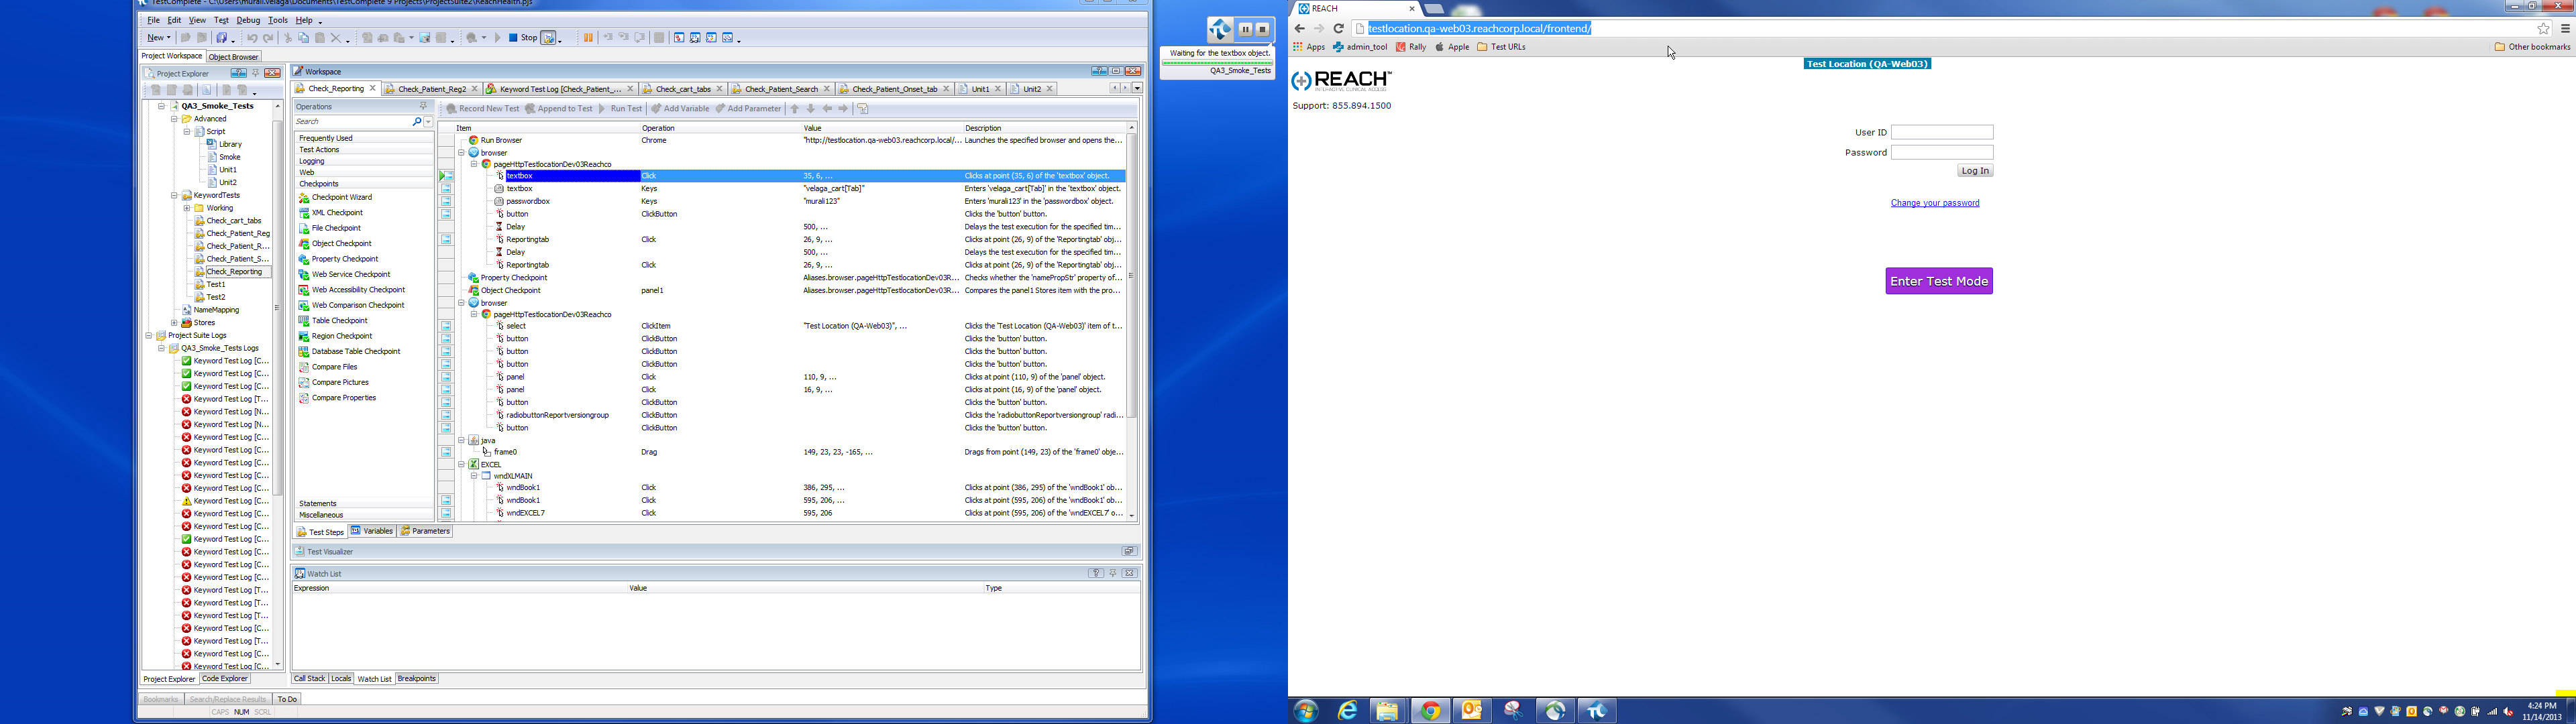 TestComplete - C:\Users\murali.velaga\Documents\TestComplete 9 Projects\ProjectSuite2\ReachHealth.pjs
File Edit View Test Debug Tools Help
New
Stop
Project Workspace Object Browser
Project Explorer
QA3_Smoke_Tests
Advanced
Script
Library
Smoke
Unit1
Unit2
KeywordTests
Working
Check_cart_tabs
Check_Patient_Reg
Check_Patient_R...
Check_Patient_S...
Check_Reporting
Test1
Test2
NameMapping
Stores
Project Suite Logs
QA3_Smoke_Tests Logs
Keyword Test Log [C...
Keyword Test Log [C...
Keyword Test Log [C...
Keyword Test Log [T...
Keyword Test Log [N...
Keyword Test Log [N...
Keyword Test Log [C...
Keyword Test Log [C...
Keyword Test Log [C...
Keyword Test Log [C...
Keyword Test Log [C...
Keyword Test Log [C...
Keyword Test Log [C...
Keyword Test Log [C...
Keyword Test Log [C...
Keyword Test Log [C...
Keyword Test Log [C...
Keyword Test Log [C...
Keyword Test Log [T...
Keyword Test Log [T...
Keyword Test Log [T...
Keyword Test Log [C...
Keyword Test Log [T...
Keyword Test Log [C...
Keyword Test Log [C...
Project Explorer Code Explorer
Bookmarks Search/Replace Results To Do
CAPS NUM SCRL
Workspace
Check_Reporting Check_Patient_Reg2 Keyword Test Log [Check_Patient_... Check_cart_tabs Check_Patient_Search Check_Patient_Onset_tab Unit1 Unit2
Operations
Search
Frequently Used
Test Actions
Logging
Web
Checkpoints
Checkpoint Wizard
XML Checkpoint
File Checkpoint
Object Checkpoint
Property Checkpoint
Web Service Checkpoint
Web Accessibility Checkpoint
Web Comparison Checkpoint
Table Checkpoint
Region Checkpoint
Database Table Checkpoint
Compare Files
Compare Pictures
Compare Properties
Statements
Miscellaneous
Record New Test Append to Test Run Test Add Variable Add Parameter
Item Operation Value Description
Run Browser Chrome "http://testlocation.qa-web03.reachcorp.local/... Launches the specified browser and opens the...
browser
pageHttpTestlocationDev03Reachco
textbox Click 35, 6, ... Clicks at point (35, 6) of the 'textbox' object.
textbox Keys "velaga_cart[Tab]" Enters 'velaga_cart[Tab]' in the 'textbox' object.
passwordbox Keys "murali123" Enters 'murali123' in the 'passwordbox' object.
button ClickButton Clicks the 'button' button.
Delay 500, ... Delays the test execution for the specified tim...
Reportingtab Click 26, 9, ... Clicks at point (26, 9) of the 'Reportingtab' obj...
Delay 500, ... Delays the test execution for the specified tim...
Reportingtab Click 26, 9, ... Clicks at point (26, 9) of the 'Reportingtab' obj...
Property Checkpoint Aliases.browser.pageHttpTestlocationDev03R... Checks whether the 'namePropStr' property of...
Object Checkpoint panel1 Aliases.browser.pageHttpTestlocationDev03R... Compares the panel1 Stores item with the pro...
browser
pageHttpTestlocationDev03Reachco
select ClickItem "Test Location (QA-Web03)", ... Clicks the 'Test Location (QA-Web03)' item of t...
button ClickButton Clicks the 'button' button.
button ClickButton Clicks the 'button' button.
button ClickButton Clicks the 'button' button.
panel Click 110, 9, ... Clicks at point (110, 9) of the 'panel' object.
panel Click 16, 9, ... Clicks at point (16, 9) of the 'panel' object.
button ClickButton Clicks the 'button' button.
radiobuttonReportversiongroup ClickButton Clicks the 'radiobuttonReportversiongroup' radi...
button ClickButton Clicks the 'button' button.
java
frame0 Drag 149, 23, 23, -165, ... Drags from point (149, 23) of the 'frame0' obje...
EXCEL
wndXLMAIN
wndBook1 Click 386, 295, ... Clicks at point (386, 295) of the 'wndBook1' ob...
wndBook1 Click 595, 206, ... Clicks at point (595, 206) of the 'wndBook1' ob...
wndEXCEL7 Click 595, 206 Clicks at point (595, 206) of the 'wndEXCEL7' o...
Test Steps Variables Parameters
Test Visualizer
Watch List
Expression Value Type
Call Stack Locals Watch List Breakpoints
Waiting for the textbox object.
QA3_Smoke_Tests
REACH
testlocation.qa-web03.reachcorp.local/frontend/
Apps admin_tool Rally Apple Test URLs Other bookmarks
REACH™
INTERACTIVE CLINICAL ACCESS
Support: 855.894.1500
Test Location (QA-Web03)
User ID
Password
Log In
Change your password
Enter Test Mode
4:24 PM
11/14/2013